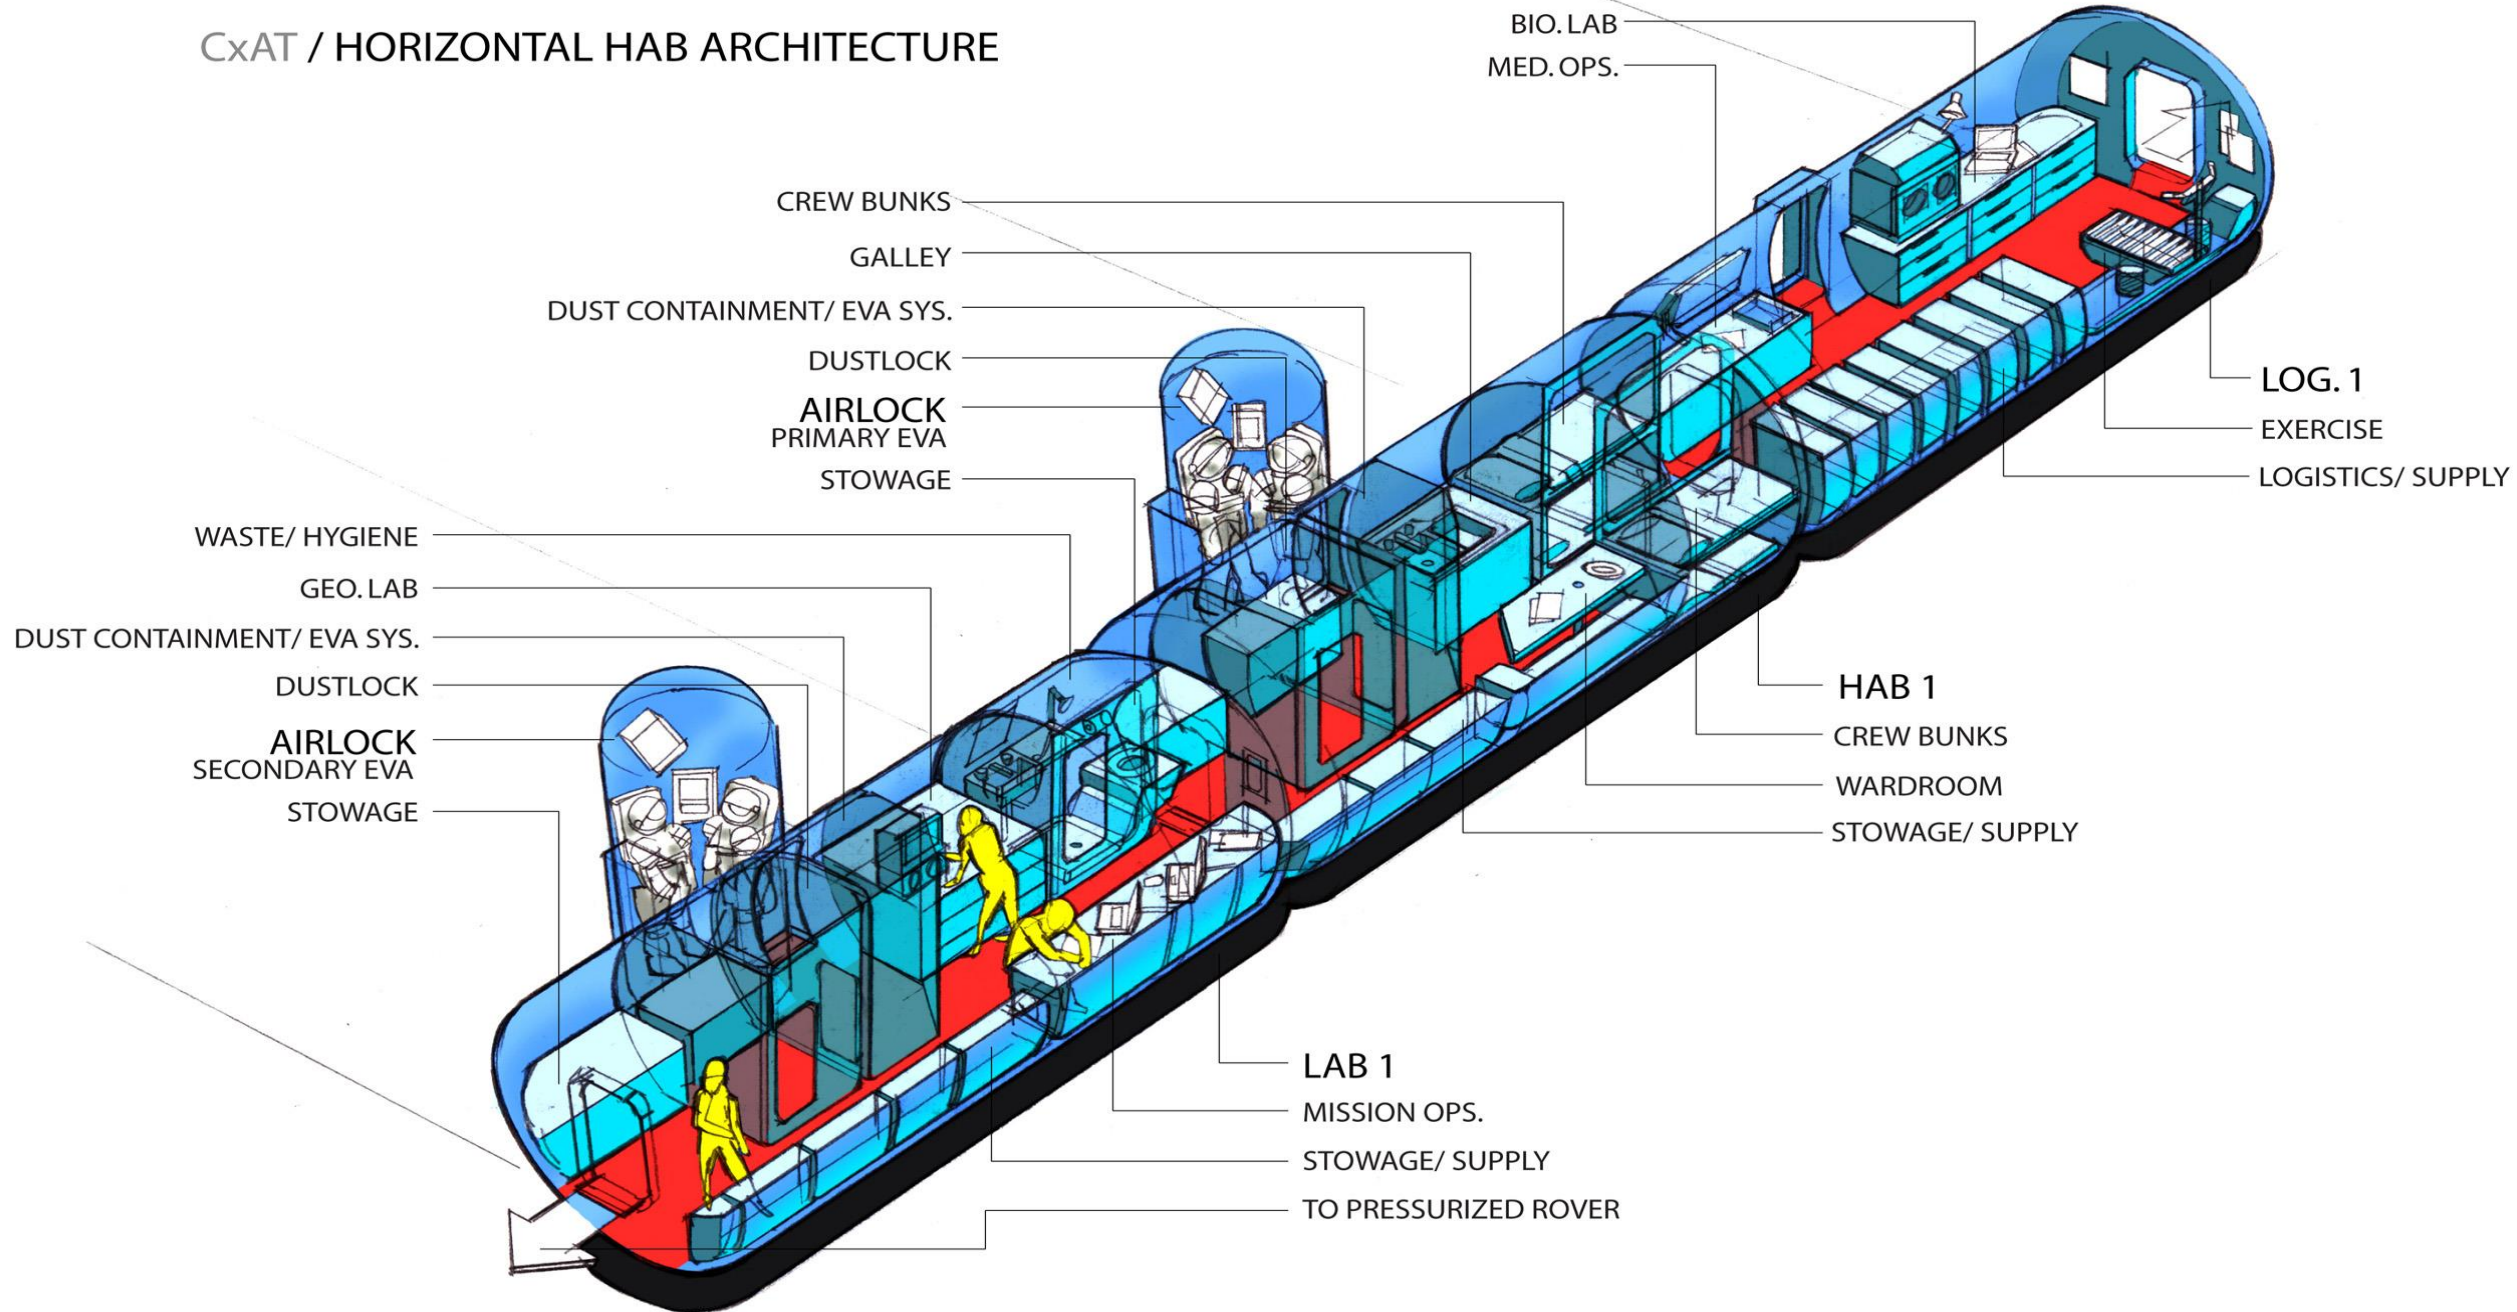 CxAT / HORIZONTAL HAB ARCHITECTURE
BIO. LAB
MED. OPS.
CREW BUNKS
GALLEY
DUST CONTAINMENT/ EVA SYS.
DUSTLOCK
AIRLOCK
PRIMARY EVA
STOWAGE
WASTE/ HYGIENE
GEO. LAB
DUST CONTAINMENT/ EVA SYS.
DUSTLOCK
AIRLOCK
SECONDARY EVA
STOWAGE
LOG. 1
EXERCISE
LOGISTICS/ SUPPLY
HAB 1
CREW BUNKS
WARDROOM
STOWAGE/ SUPPLY
LAB 1
MISSION OPS.
STOWAGE/ SUPPLY
TO PRESSURIZED ROVER